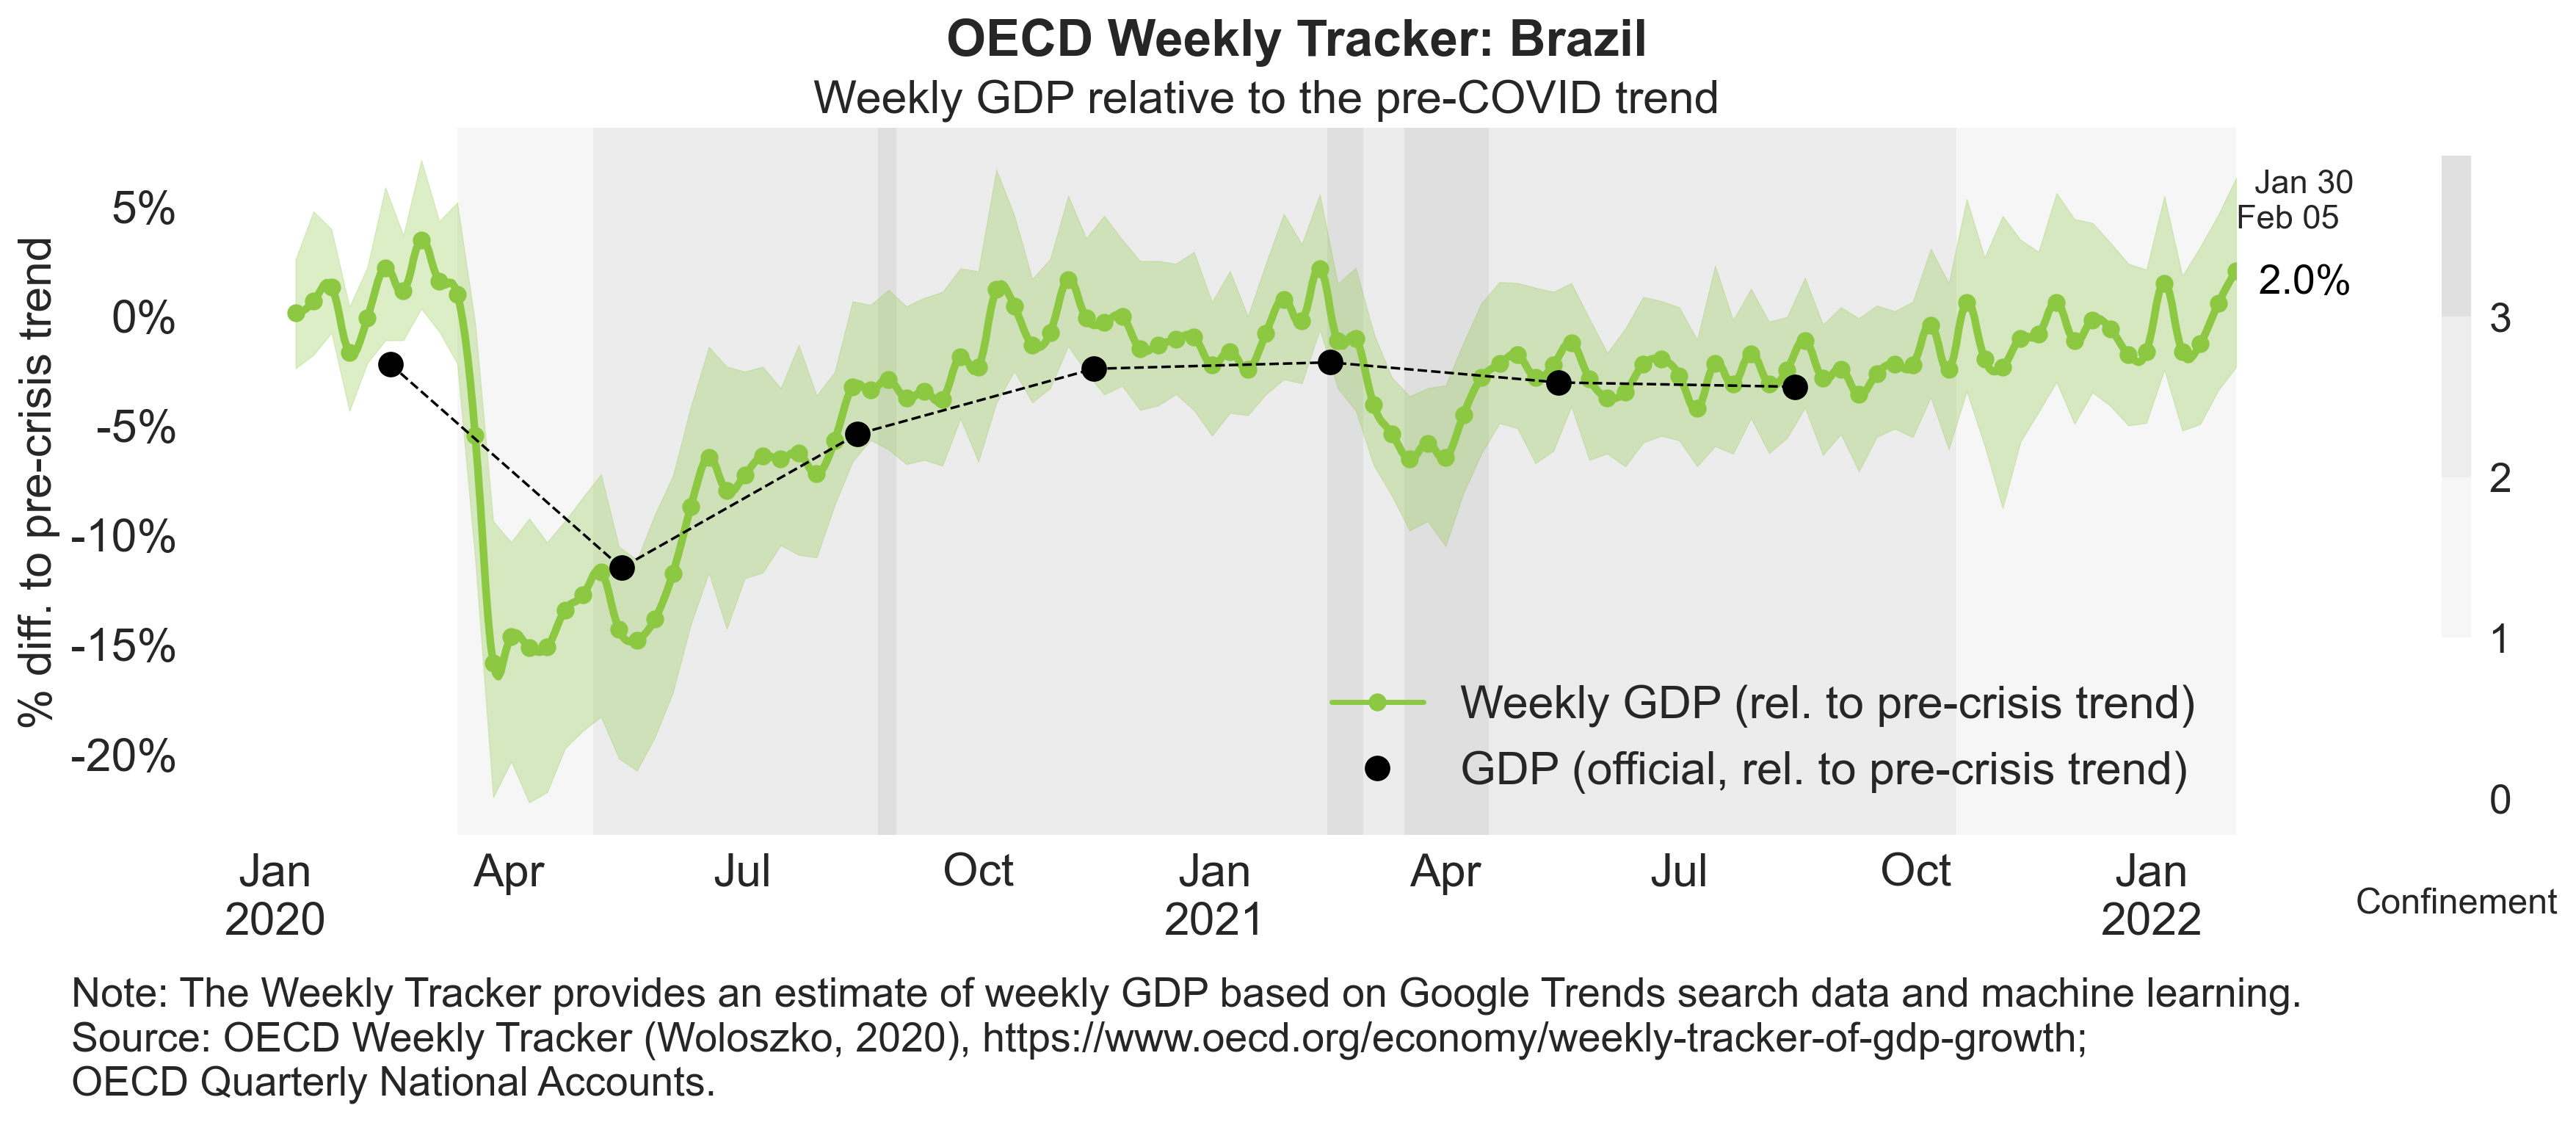 OECD Weekly Tracker: Brazil
Weekly GDP relative to the pre-COVID trend
% diff. to pre-crisis trend
5%
0%
-5%
-10%
-15%
-20%
Jan 30
Feb 05
2.0%
3
2
1
0
Confinement
Weekly GDP (rel. to pre-crisis trend)
GDP (official, rel. to pre-crisis trend)
Jan Apr Jul Oct Jan Apr Jul Oct Jan
2020 2021 2022
Note: The Weekly Tracker provides an estimate of weekly GDP based on Google Trends search data and machine learning.
Source: OECD Weekly Tracker (Woloszko, 2020), https://www.oecd.org/economy/weekly-tracker-of-gdp-growth;
OECD Quarterly National Accounts.